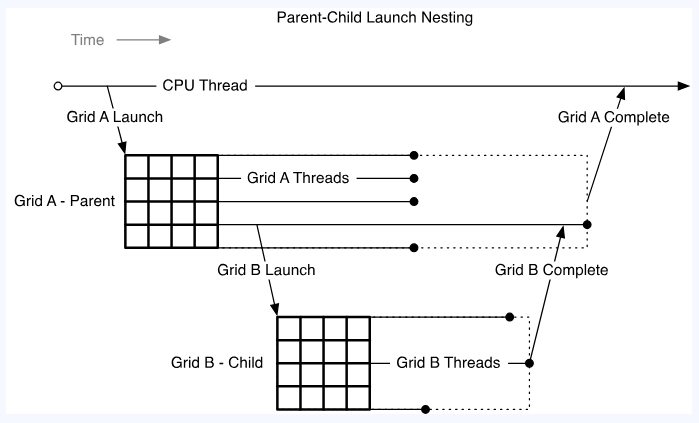 Parent-Child Launch Nesting
Time
CPU Thread
Grid A Launch
Grid A Complete
Grid A Threads
Grid A - Parent
Grid B Launch
Grid B Complete
Grid B - Child
Grid B Threads